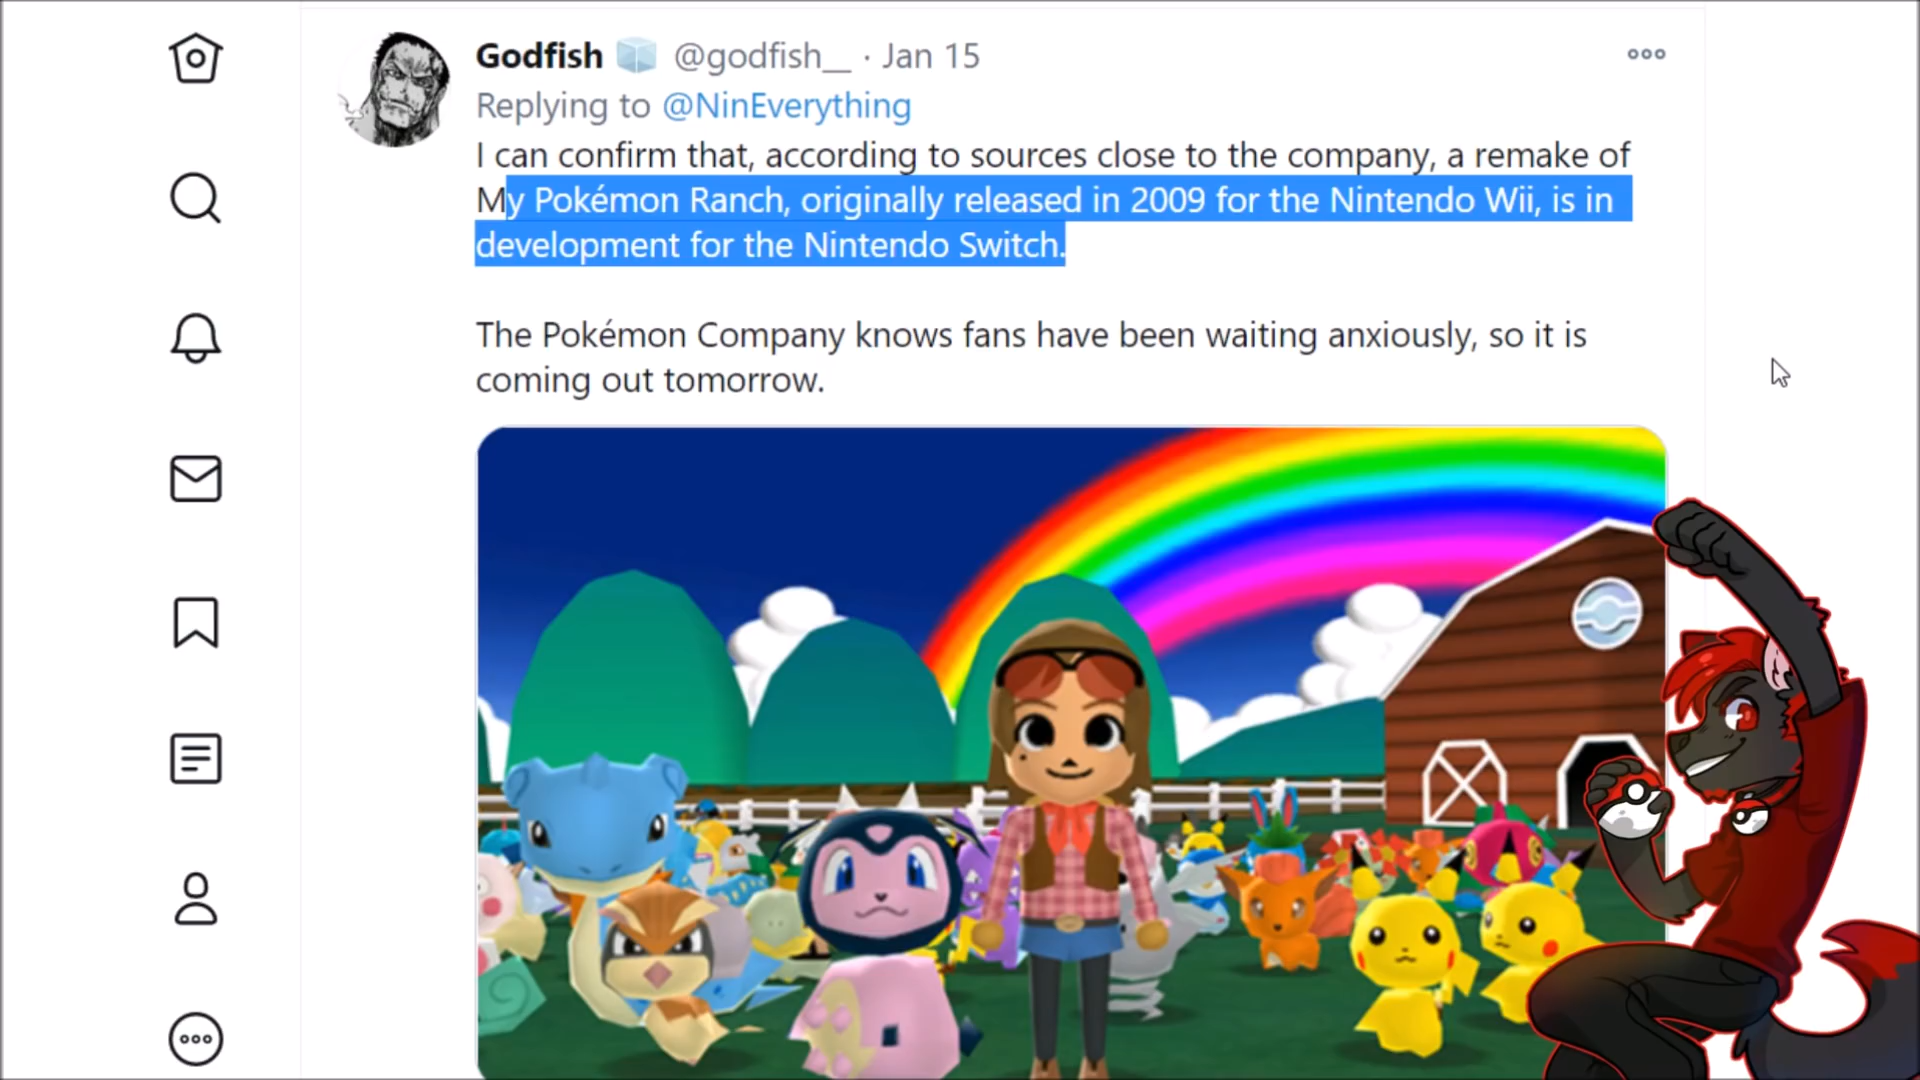 Godfish 🧊 @godfish__ · Jan 15
Replying to @NinEverything
I can confirm that, according to sources close to the company, a remake of
My Pokémon Ranch, originally released in 2009 for the Nintendo Wii, is in
development for the Nintendo Switch.
The Pokémon Company knows fans have been waiting anxiously, so it is
coming out tomorrow.